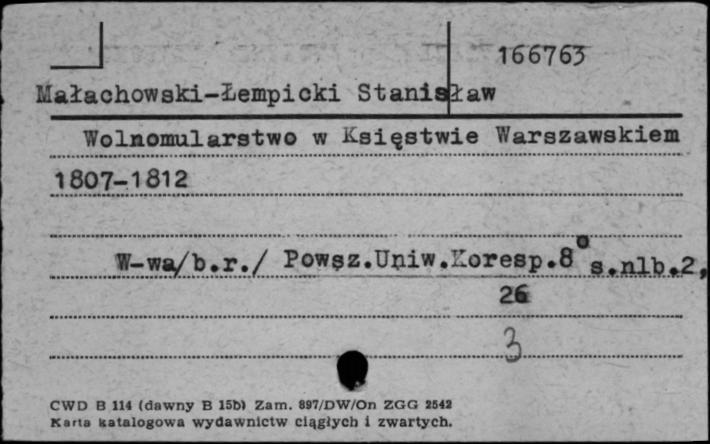 166763
Małachowski-Łempicki Stanisław
Wolnomularstwo w Księstwie Warszawskiem
1807-1812
W-wa/b.r./ Powsz.Uniw.Koresp.8° s.nlb.2,
26
3
CWD B 114 (dawny B 15b) Zam. 897/DW/On ZGG 2542
Karta katalogowa wydawnictw ciągłych i zwartych.